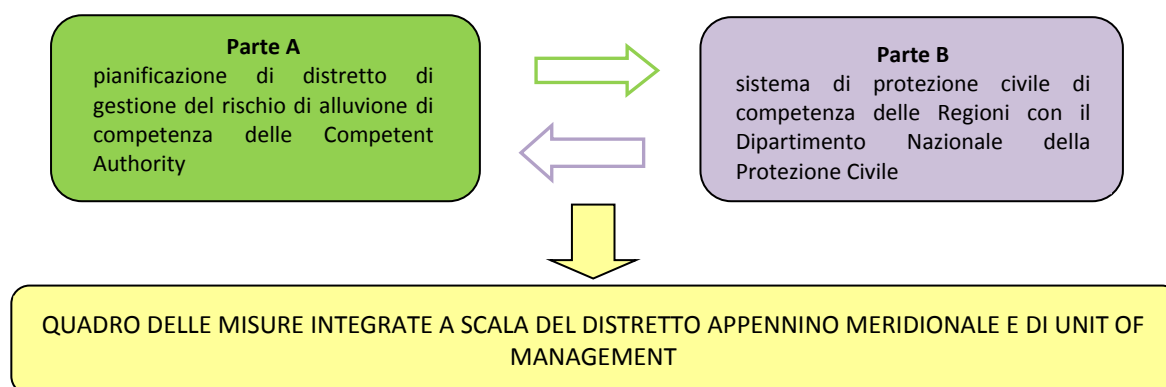 Parte A
pianificazione di distretto di
gestione del rischio di alluvione di
competenza delle Competent
Authority
Parte B
sistema di protezione civile di
competenza delle Regioni con il
Dipartimento Nazionale della
Protezione Civile
QUADRO DELLE MISURE INTEGRATE A SCALA DEL DISTRETTO APPENNINO MERIDIONALE E DI UNIT OF
MANAGEMENT